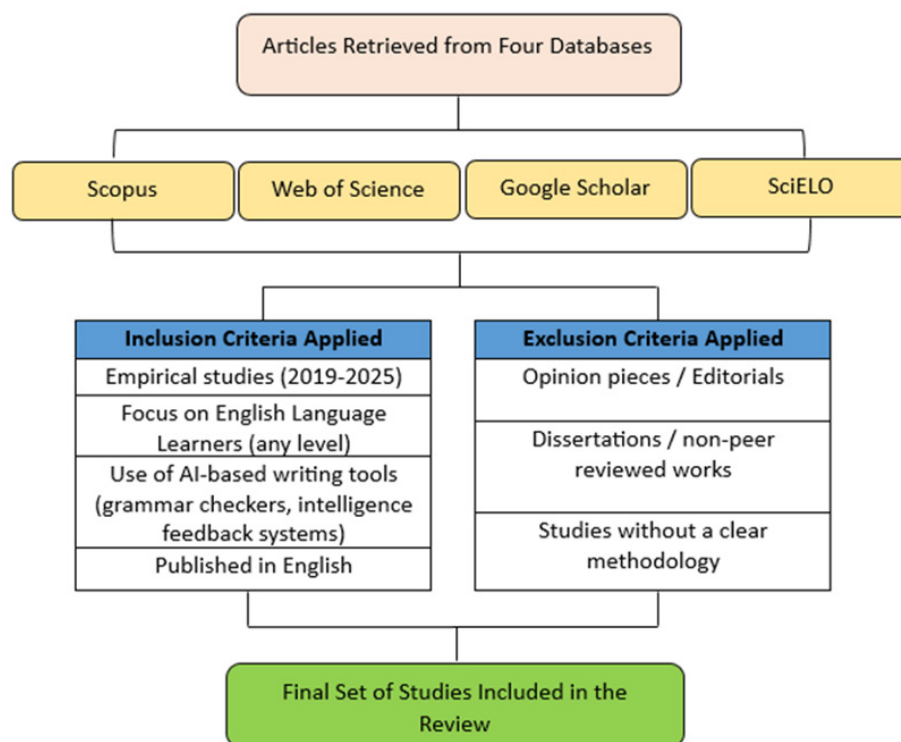 Articles Retrieved from Four Databases
Scopus
Web of Science
Google Scholar
SciELO
Inclusion Criteria Applied
Empirical studies (2019-2025)
Focus on English Language
Learners (any level)
Use of AI-based writing tools
(grammar checkers, intelligence
feedback systems)
Published in English
Exclusion Criteria Applied
Opinion pieces / Editorials
Dissertations / non-peer
reviewed works
Studies without a clear
methodology
Final Set of Studies Included in the
Review